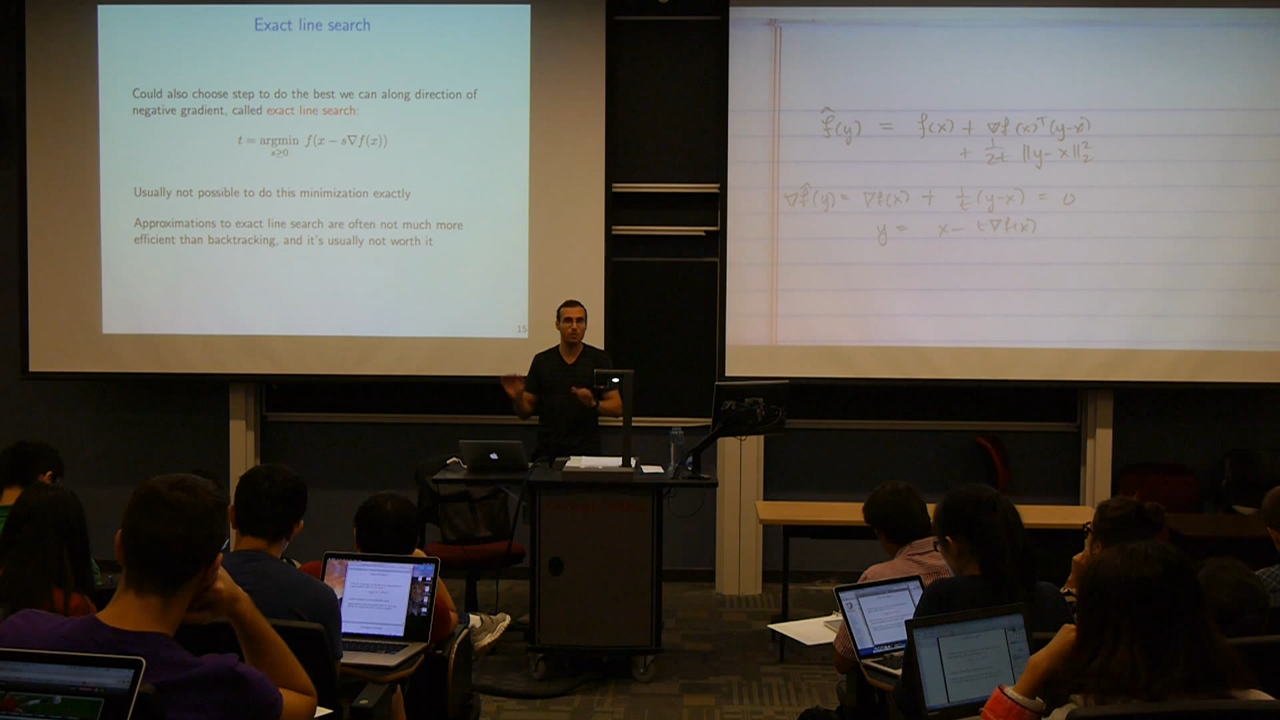 Exact line search
Could also choose step to do the best we can along direction of
negative gradient, called exact line search:
t = argmin f(x − s∇f(x))
s≥0
Usually not possible to do this minimization exactly
Approximations to exact line search are often not much more
efficient than backtracking, and it's usually not worth it
15
f̂(y) = f(x) + ∇f(x)ᵀ(y-x)
+ 1/2t ||y-x||₂²
∇f̂(y) = ∇f(x) + 1/t (y-x) = 0
y = x - t∇f(x)